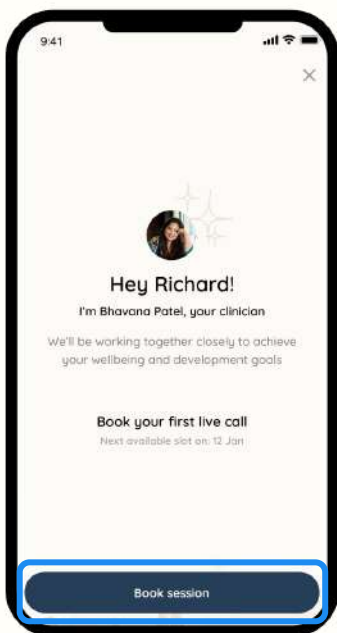 9:41
Hey Richard!
I'm Bhavana Patel, your clinician
We'll be working together closely to achieve
your wellbeing and development goals
Book your first live call
Next available slot on: 12 Jan
Book session